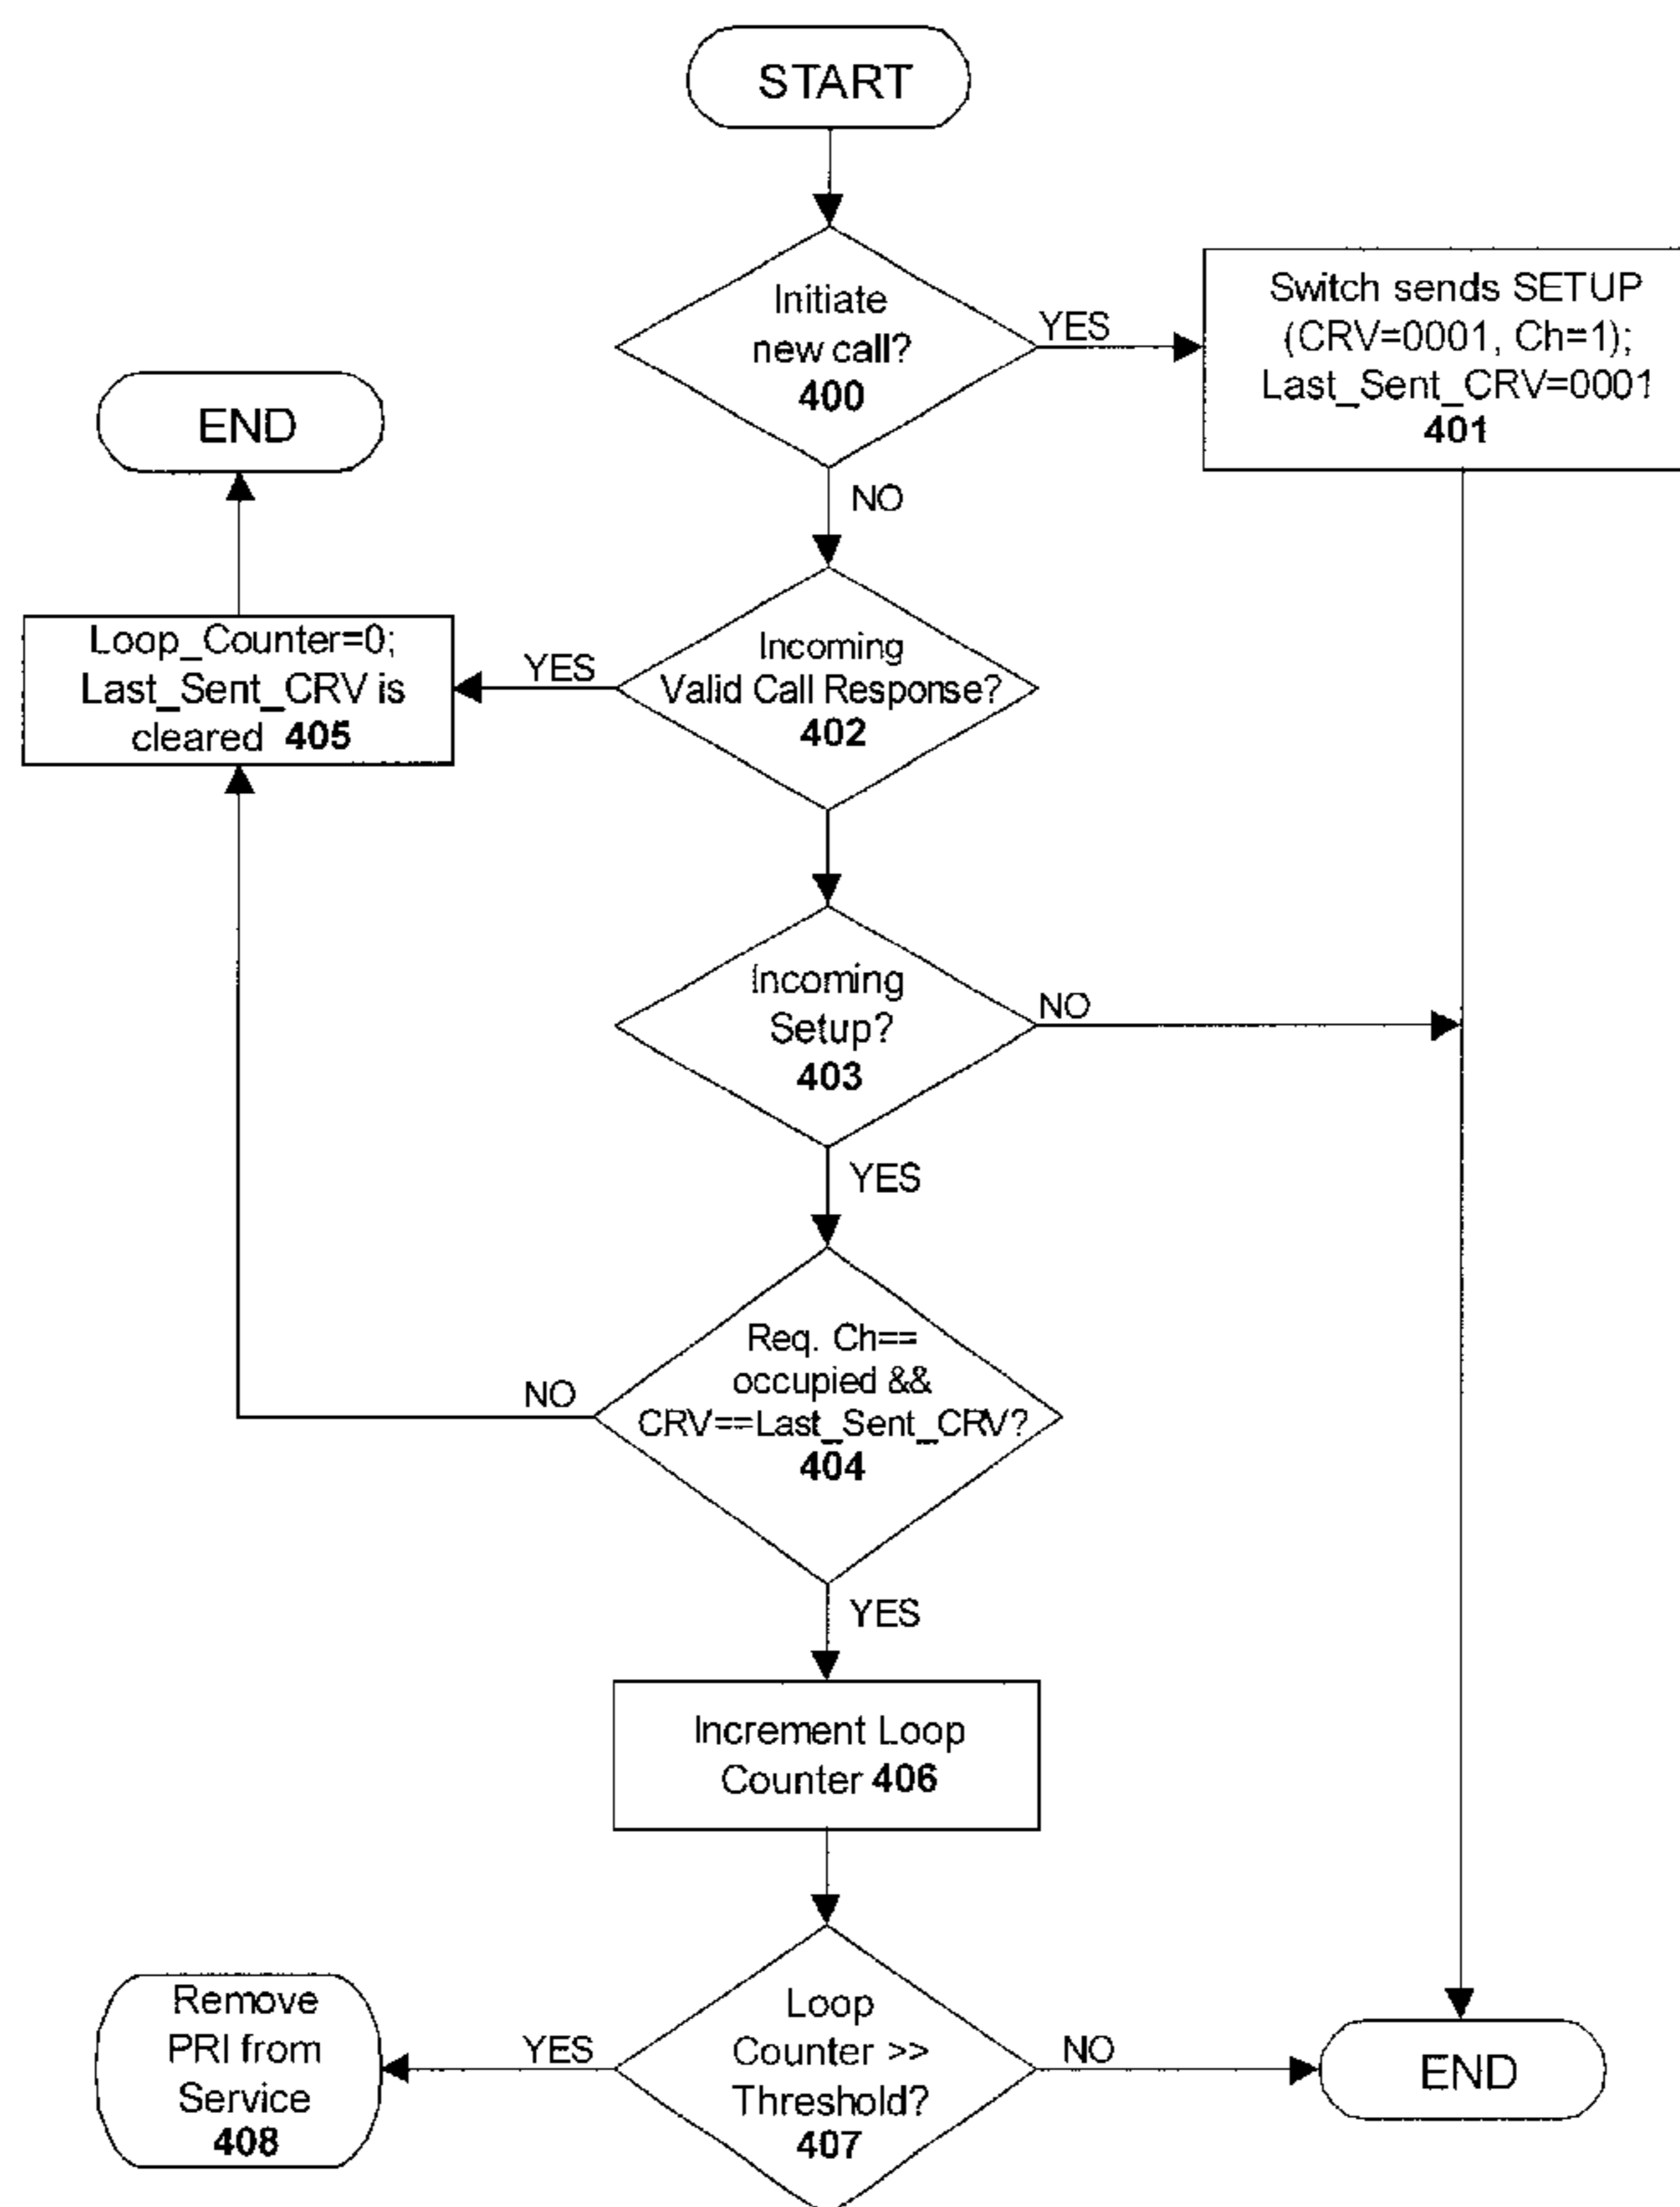 START
Initiate
new call?
400
YES
Switch sends SETUP
(CRV=0001, Ch=1);
Last_Sent_CRV=0001
401
END
NO
Incoming
Valid Call Response?
402
YES
Loop_Counter=0;
Last_Sent_CRV is
cleared 405
Incoming
Setup?
403
NO
YES
Req. Ch==
occupied &&
CRV==Last_Sent_CRV?
404
NO
YES
Increment Loop
Counter 406
Loop
Counter >>
Threshold?
407
YES
NO
Remove
PRI from
Service
408
END